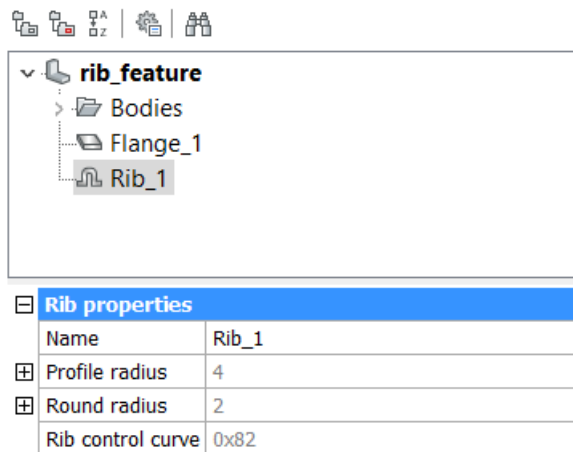 rib_feature
Bodies
Flange_1
Rib_1
Rib properties
Name Rib_1
Profile radius 4
Round radius 2
Rib control curve 0x82